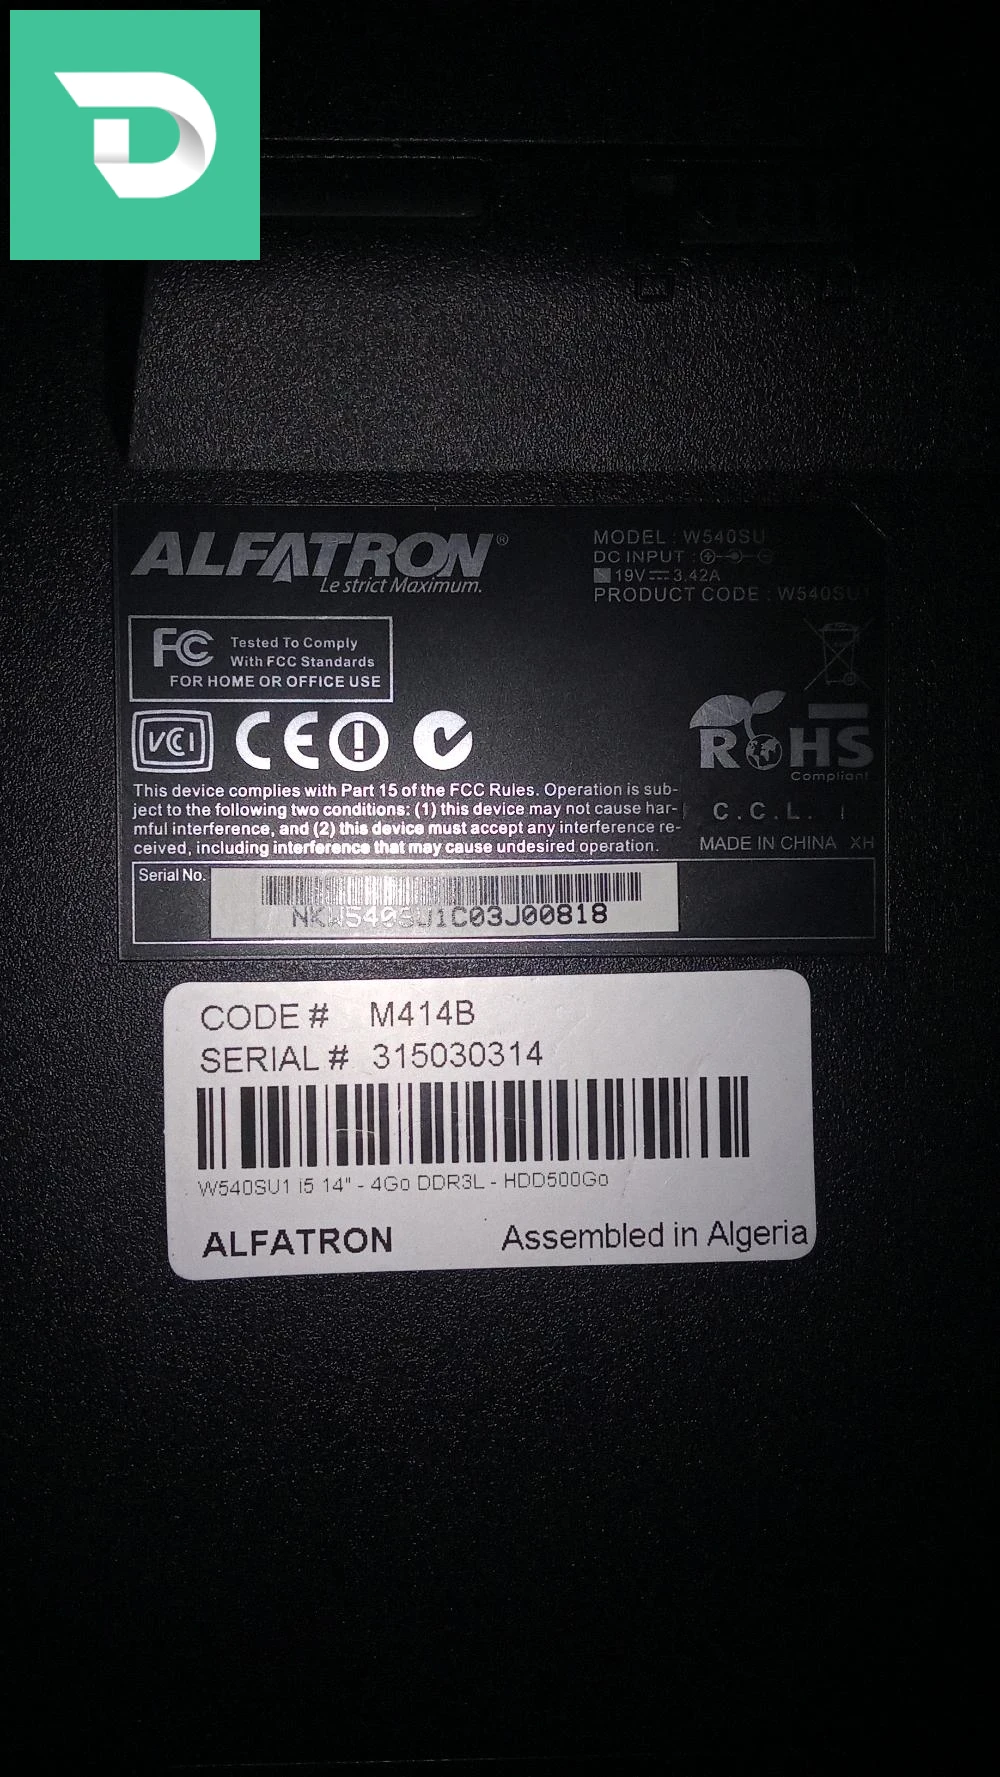 ALFATRON®
Le strict Maximum.
MODEL : W540SU
DC INPUT :
19V 3.42A
PRODUCT CODE : W540SU1
FC Tested To Comply
With FCC Standards
FOR HOME OR OFFICE USE
VCI CE
RoHS
Compliant
This device complies with Part 15 of the FCC Rules. Operation is sub-
ject to the following two conditions: (1) this device may not cause har-
mful interference, and (2) this device must accept any interference re-
ceived, including interference that may cause undesired operation.
C.C.L. I
MADE IN CHINA XH
Serial No.
NKW540SU1C03J00818
CODE # M414B
SERIAL # 315030314
W540SU1 i5 14" - 4Go DDR3L - HDD500Go
ALFATRON Assembled in Algeria